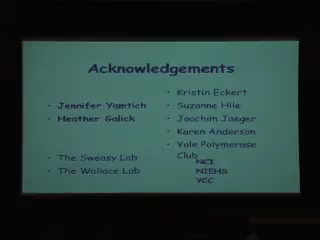 Acknowledgements
• Jennifer Yamtich
• Heather Galick
• The Sweasy Lab
• The Wallace Lab
• Kristin Eckert
• Suzanne Hile
• Joachim Jaeger
• Karen Anderson
• Yale Polymerase
Club
NCI
NIEHS
YCC